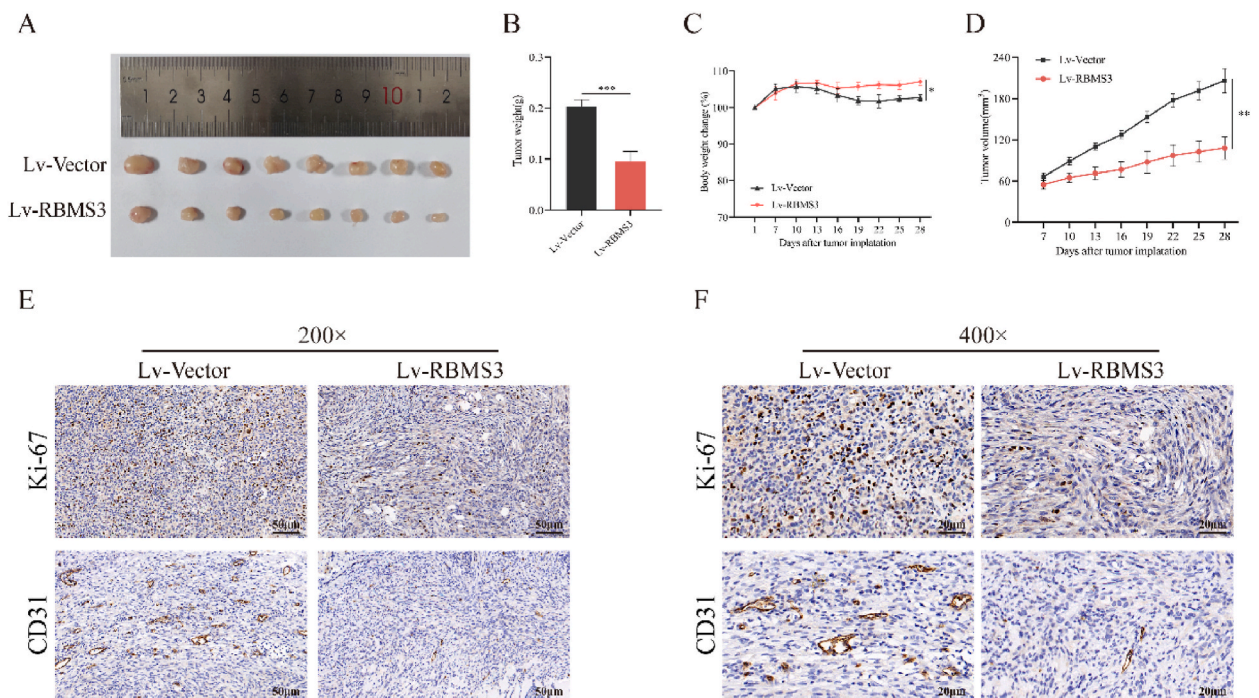 A
1 2 3 4 5 6 7 8 9 10 1 2
Lv-Vector
Lv-RBMS3
B
Tumor weight(g)
0.3
0.2
0.1
0.0
***
Lv-Vector
Lv-RBMS3
C
Body weight change (%)
110
100
90
80
70
Lv-Vector
Lv-RBMS3
*
1 7 10 13 16 19 22 25 28
Days after tumor implatation
D
Tumor volume(mm³)
240
180
120
60
0
Lv-Vector
Lv-RBMS3
**
7 10 13 16 19 22 25 28
Days after tumor implatation
E
200×
Lv-Vector Lv-RBMS3
Ki-67
50μm 50μm
CD31
50μm 50μm
F
400×
Lv-Vector Lv-RBMS3
Ki-67
20μm 20μm
CD31
20μm 20μm